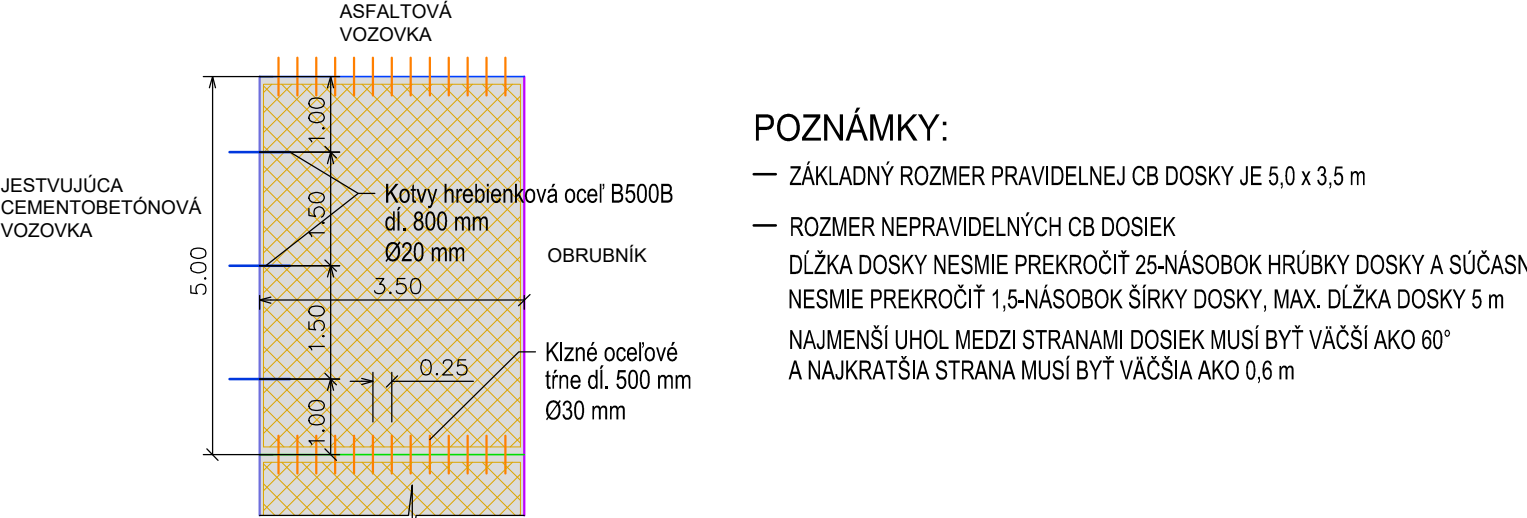 ASFALTOVÁ
VOZOVKA
JESTVUJÚCA
CEMENTOBETÓNOVÁ
VOZOVKA
5.00
1.00
1.50
1.50
1.00
Kotvy hrebienková oceľ B500B
dĺ. 800 mm
Ø20 mm
3.50
OBRUBNÍK
0.25
Klzné oceľové
tŕne dĺ. 500 mm
Ø30 mm
POZNÁMKY:
— ZÁKLADNÝ ROZMER PRAVIDELNEJ CB DOSKY JE 5,0 x 3,5 m
— ROZMER NEPRAVIDELNÝCH CB DOSIEK
DĹŽKA DOSKY NESMIE PREKROČIŤ 25-NÁSOBOK HRÚBKY DOSKY A SÚČASN
NESMIE PREKROČIŤ 1,5-NÁSOBOK ŠÍRKY DOSKY, MAX. DĹŽKA DOSKY 5 m
NAJMENŠÍ UHOL MEDZI STRANAMI DOSIEK MUSÍ BYŤ VÄČŠÍ AKO 60°
A NAJKRATŠIA STRANA MUSÍ BYŤ VÄČŠIA AKO 0,6 m